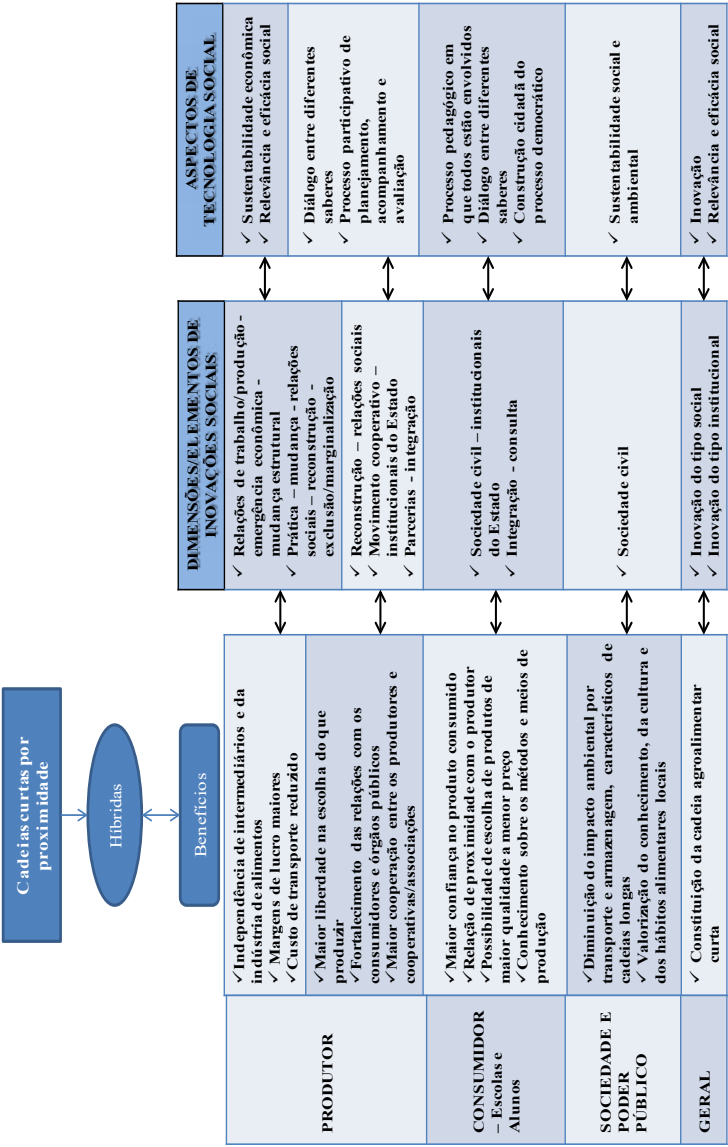 Cadeias curtas por
proximidade
Híbridas
Benefícios
DIMENSÕES/ELEMENTOS DE
INOVAÇÕES SOCIAIS
ASPECTOS DE
TECNOLOGIA SOCIAL
PRODUTOR
✓Independência de intermediários e da
indústria de alimentos
✓ Margens de lucro maiores
✓Custo de transporte reduzido
✓ Relações de trabalho/produção -
emergência econômica -
mudança estrutural
✓ Prática – mudança - relações
sociais – reconstrução -
exclusão/marginalização
✓ Sustentabilidade econômica
✓ Relevância e eficácia social
✓Maior liberdade na escolha do que
produzir
✓Fortalecimento das relações com os
consumidores e órgãos públicos
✓Maior cooperação entre os produtores e
cooperativas/associações
✓ Reconstrução – relações sociais
✓ Movimento cooperativo –
institucionais do Estado
✓ Parcerias - integração
✓ Diálogo entre diferentes
saberes
✓ Processo participativo de
planejamento,
acompanhamento e
avaliação
CONSUMIDOR
– Escolas e
Alunos
✓Maior confiança no produto consumido
✓Relação de proximidade com o produtor
✓Possibilidade de escolha de produtos de
maior qualidade a menor preço
✓Conhecimento sobre os métodos e meios de
produção
✓ Sociedade civil – institucionais
do Estado
✓ Integração - consulta
✓ Processo pedagógico em
que todos estão envolvidos
✓ Diálogo entre diferentes
saberes
✓ Construção cidadã do
processo democrático
SOCIEDADE E
PODER
PÚBLICO
✓Diminuição do impacto ambiental por
transporte e armazenagem, característicos de
cadeias longas
✓ Valorização do conhecimento, da cultura e
dos hábitos alimentares locais
✓ Sociedade civil
✓ Sustentabilidade social e
ambiental
GERAL
✓ Constituição da cadeia agroalimentar
curta
✓ Inovação do tipo social
✓ Inovação do tipo institucional
✓ Inovação
✓ Relevância e eficácia social